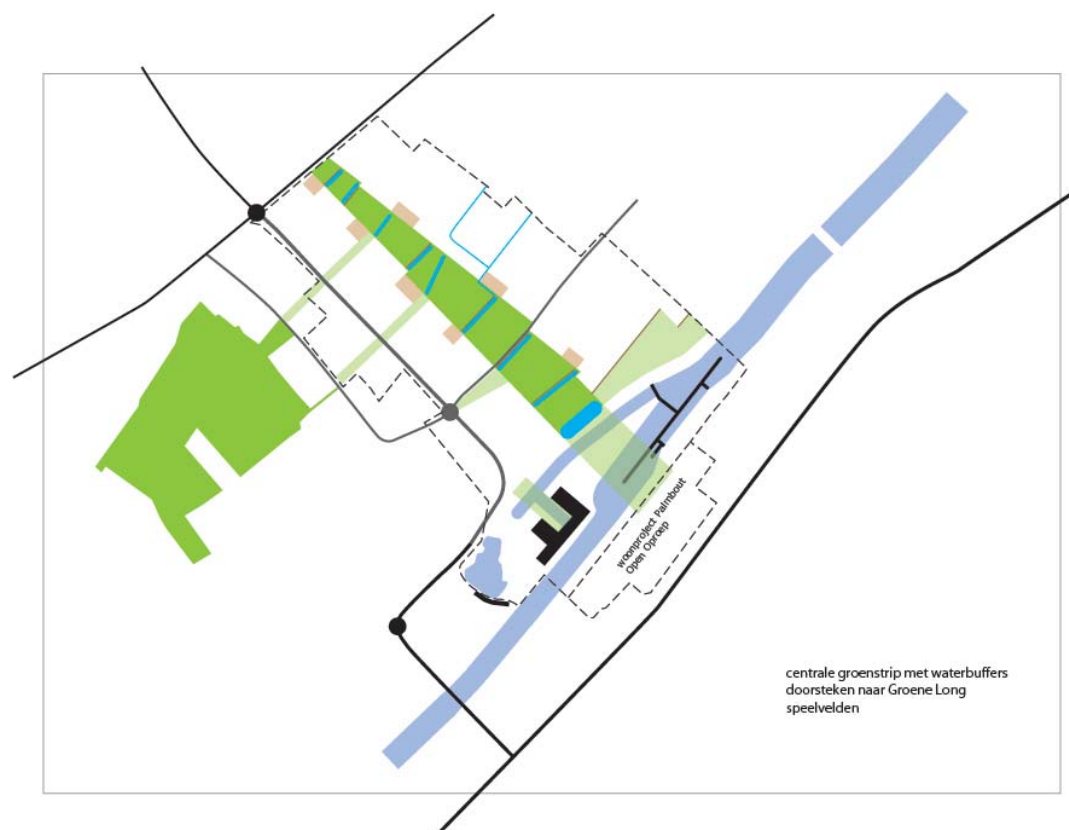 woonproject Palmbout
Open Oproep
centrale groenstrip met waterbuffers
doorsteken naar Groene Long
speelvelden